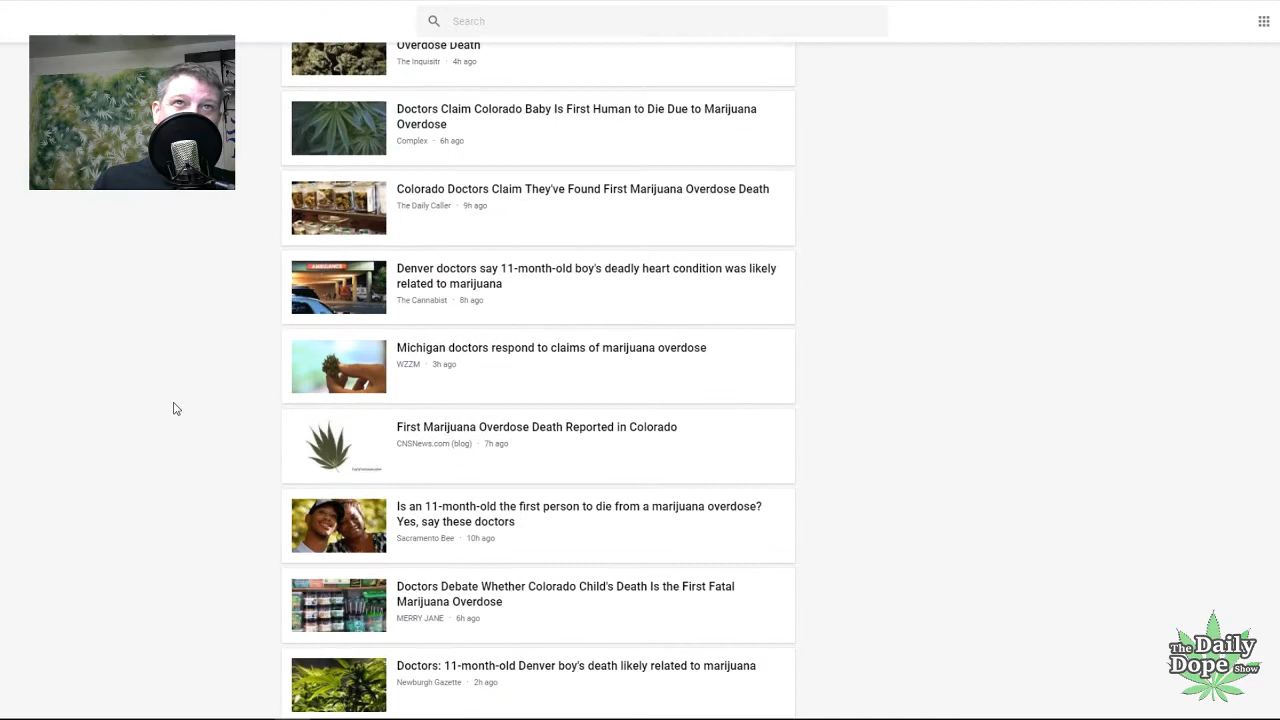 Search
Overdose Death
The Inquisitr · 4h ago
Doctors Claim Colorado Baby Is First Human to Die Due to Marijuana
Overdose
Complex · 6h ago
Colorado Doctors Claim They've Found First Marijuana Overdose Death
The Daily Caller · 9h ago
AMBULANCE
Denver doctors say 11-month-old boy's deadly heart condition was likely
related to marijuana
The Cannabist · 8h ago
Michigan doctors respond to claims of marijuana overdose
WZZM · 3h ago
First Marijuana Overdose Death Reported in Colorado
CNSNews.com (blog) · 7h ago
Is an 11-month-old the first person to die from a marijuana overdose?
Yes, say these doctors
Sacramento Bee · 10h ago
Doctors Debate Whether Colorado Child's Death Is the First Fatal
Marijuana Overdose
MERRY JANE · 6h ago
Doctors: 11-month-old Denver boy's death likely related to marijuana
Newburgh Gazette · 2h ago
The Daily
Dope Show